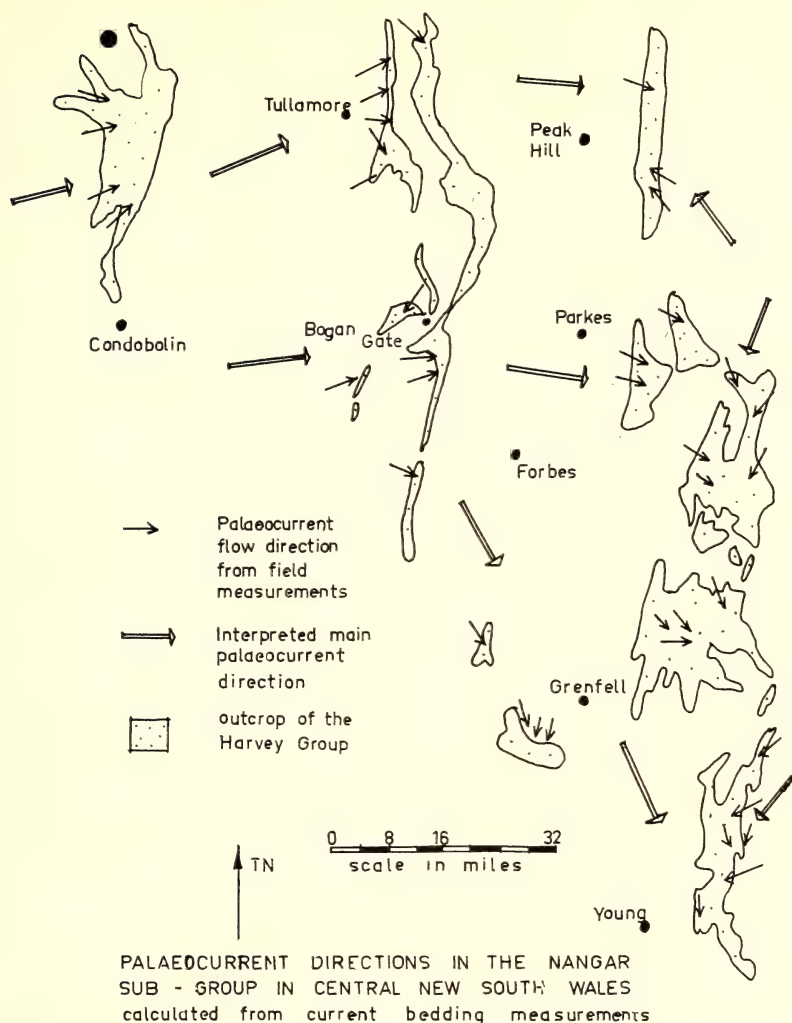 Tullamore
Peak
Hill
Condobolin
Bogan
Gate
Parkes
Forbes
Palaeocurrent
flow direction
from field
measurements
Interpreted main
palaeocurrent
direction
outcrop of the
Harvey Group
Grenfell
0 8 16 32
scale in miles
TN
Young
PALAEOCURRENT DIRECTIONS IN THE NANGAR
SUB - GROUP IN CENTRAL NEW SOUTH WALES
calculated from current bedding measurements